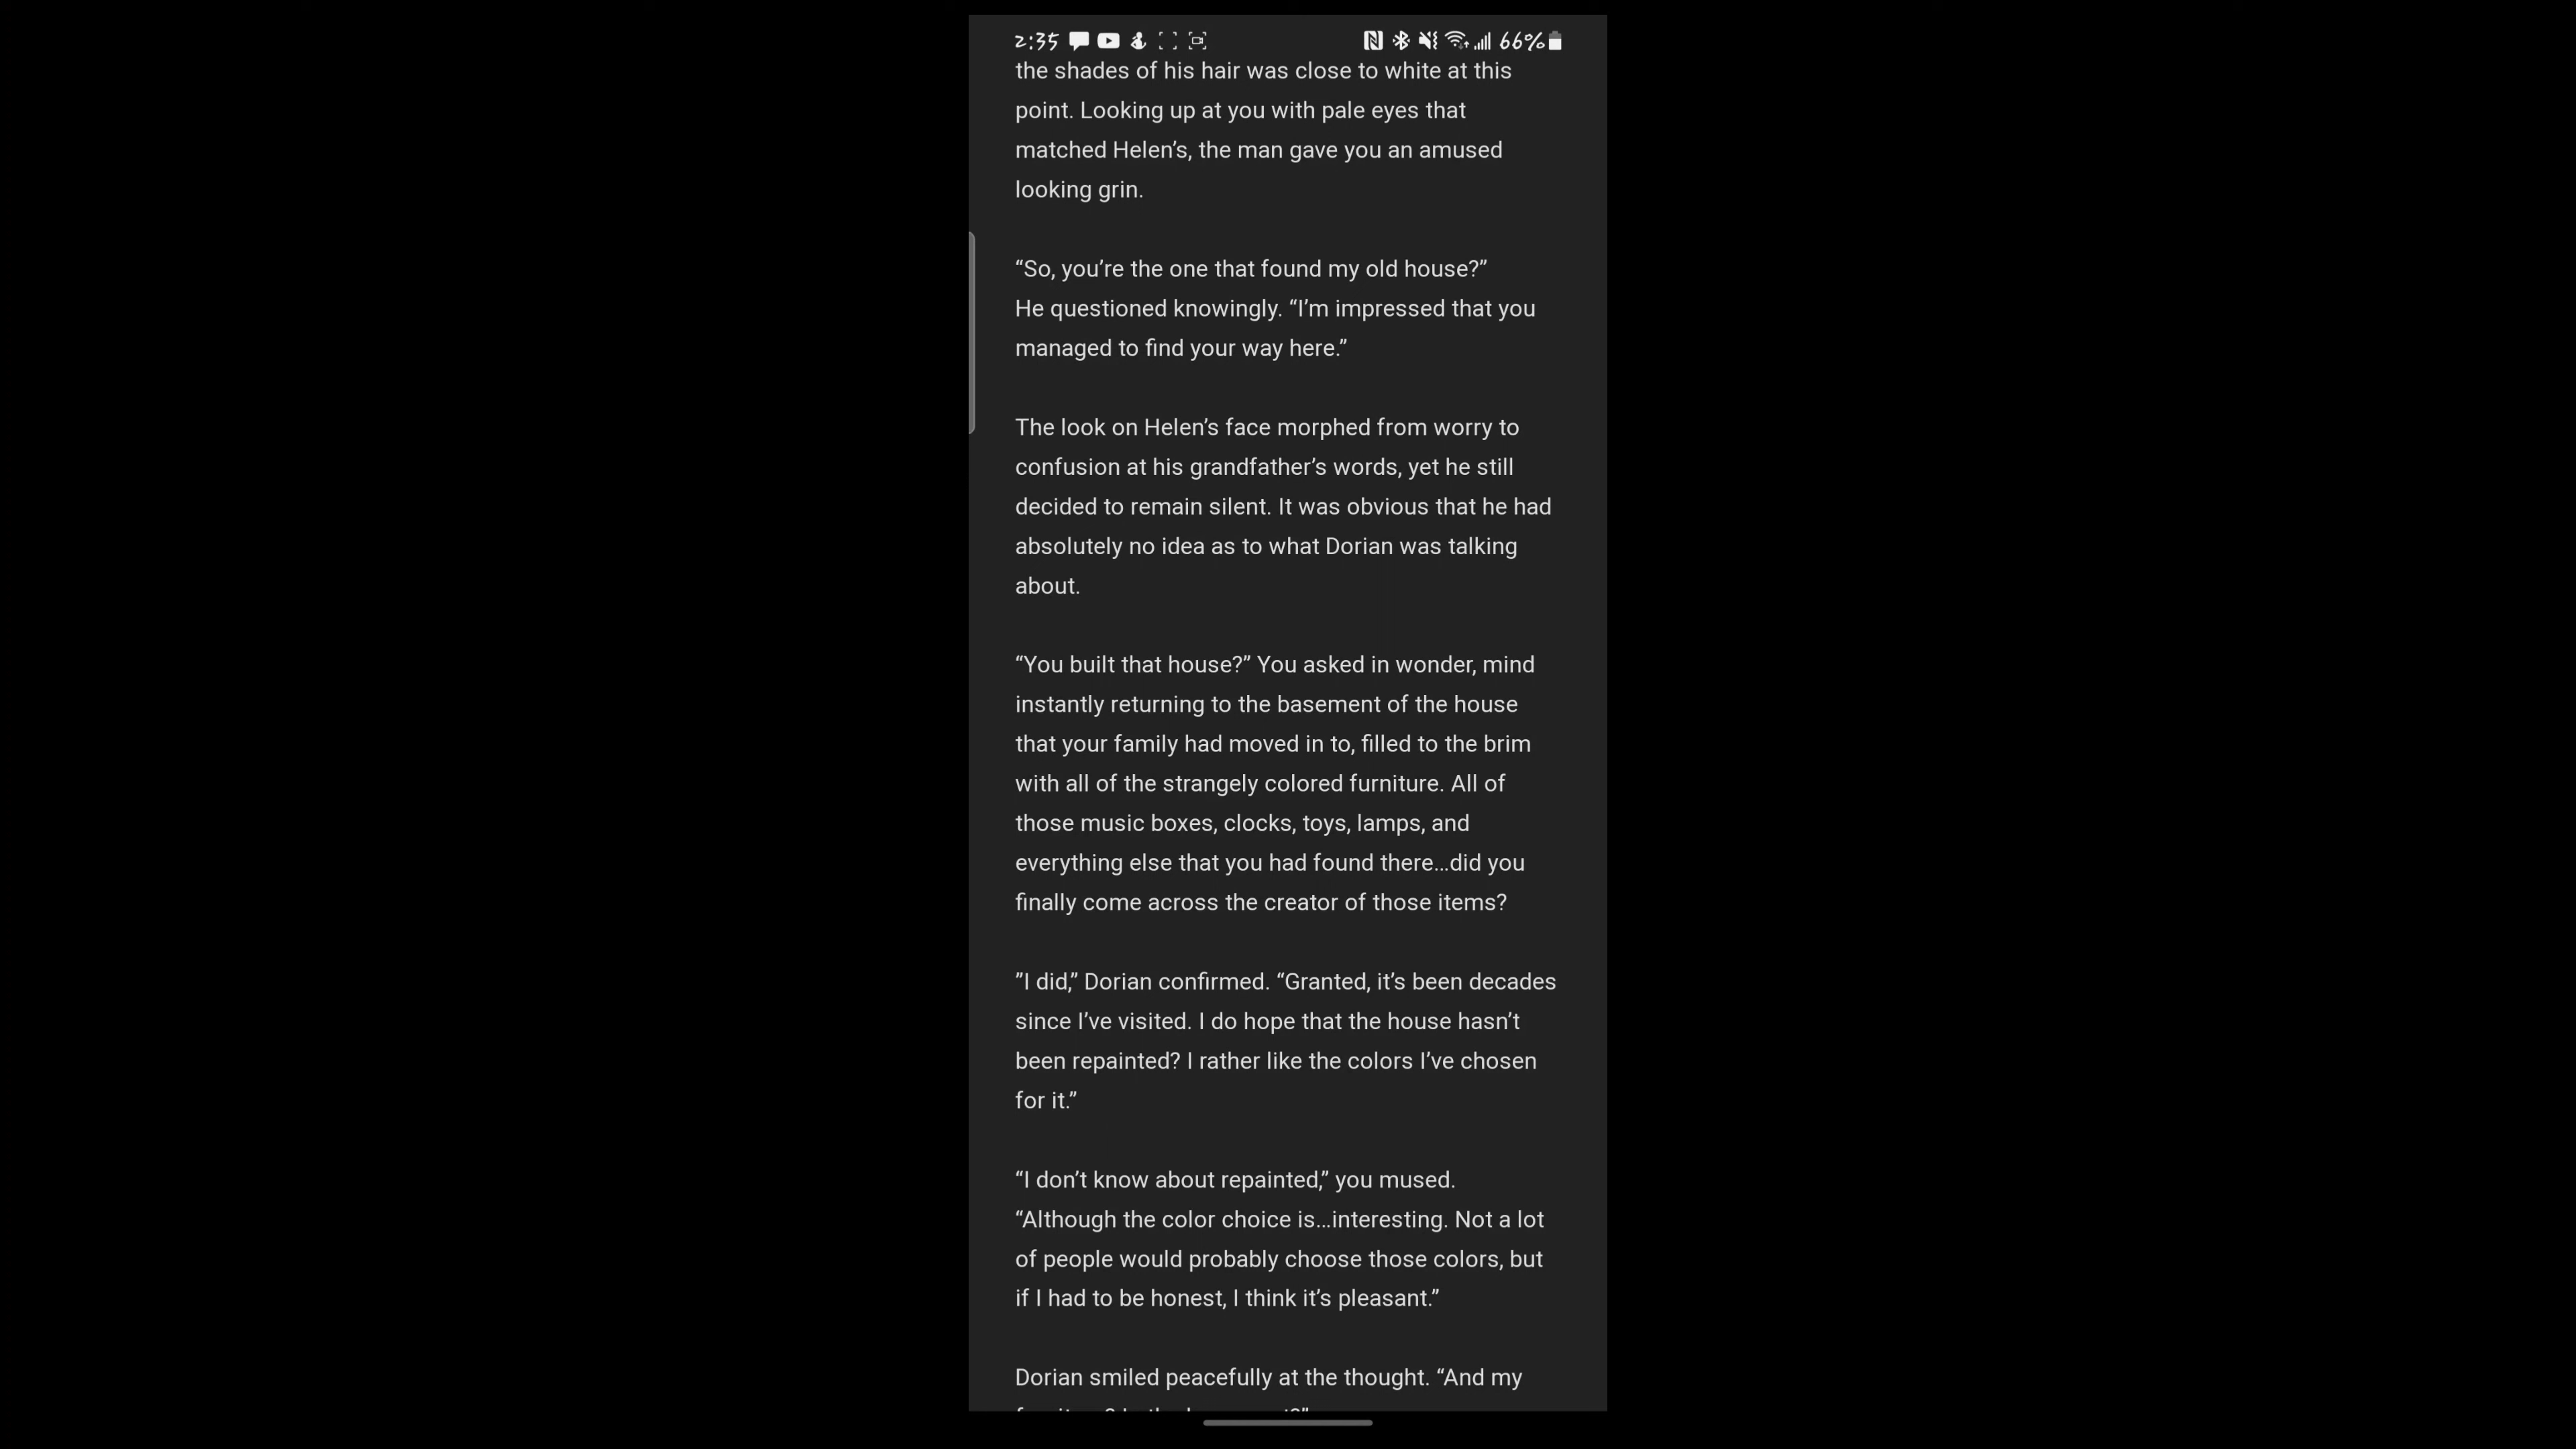 2:35 66%
the shades of his hair was close to white at this
point. Looking up at you with pale eyes that
matched Helen’s, the man gave you an amused
looking grin.
“So, you’re the one that found my old house?”
He questioned knowingly. “I’m impressed that you
managed to find your way here.”
The look on Helen’s face morphed from worry to
confusion at his grandfather’s words, yet he still
decided to remain silent. It was obvious that he had
absolutely no idea as to what Dorian was talking
about.
“You built that house?” You asked in wonder, mind
instantly returning to the basement of the house
that your family had moved in to, filled to the brim
with all of the strangely colored furniture. All of
those music boxes, clocks, toys, lamps, and
everything else that you had found there…did you
finally come across the creator of those items?
”I did,” Dorian confirmed. “Granted, it’s been decades
since I’ve visited. I do hope that the house hasn’t
been repainted? I rather like the colors I’ve chosen
for it.”
“I don’t know about repainted,” you mused.
“Although the color choice is…interesting. Not a lot
of people would probably choose those colors, but
if I had to be honest, I think it’s pleasant.”
Dorian smiled peacefully at the thought. “And my